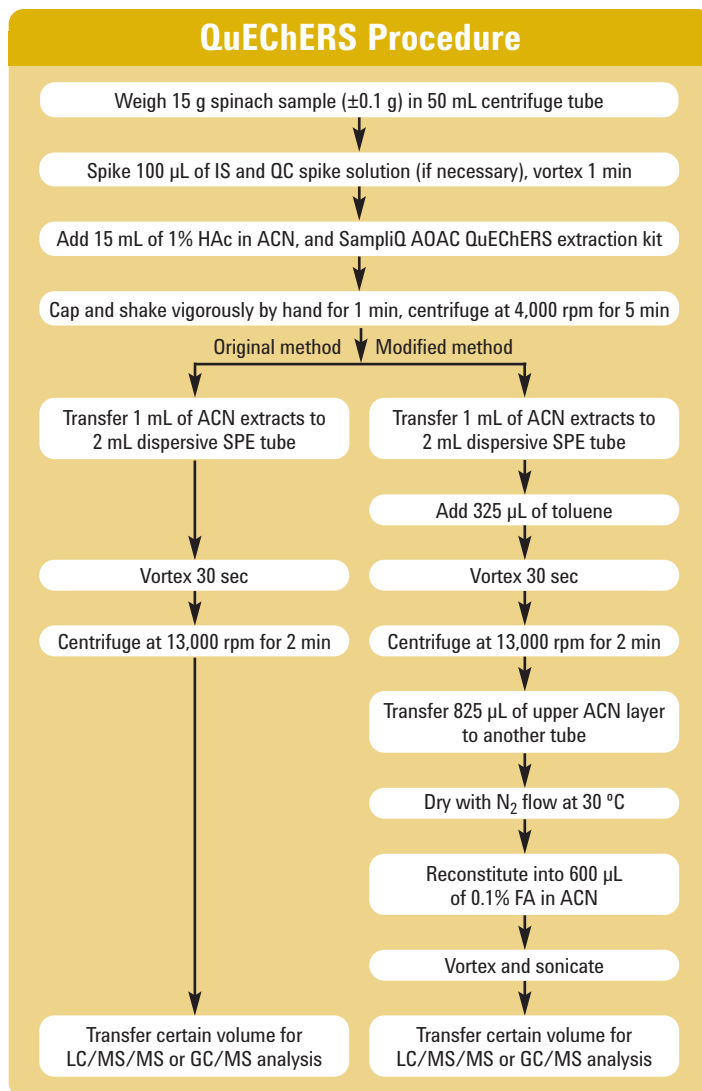 QuEChERS Procedure
Weigh 15 g spinach sample (±0.1 g) in 50 mL centrifuge tube
Spike 100 µL of IS and QC spike solution (if necessary), vortex 1 min
Add 15 mL of 1% HAc in ACN, and SampliQ AOAC QuEChERS extraction kit
Cap and shake vigorously by hand for 1 min, centrifuge at 4,000 rpm for 5 min
Original method
Modified method
Transfer 1 mL of ACN extracts to
2 mL dispersive SPE tube
Vortex 30 sec
Centrifuge at 13,000 rpm for 2 min
Transfer certain volume for
LC/MS/MS or GC/MS analysis
Transfer 1 mL of ACN extracts to
2 mL dispersive SPE tube
Add 325 µL of toluene
Vortex 30 sec
Centrifuge at 13,000 rpm for 2 min
Transfer 825 µL of upper ACN layer
to another tube
Dry with N₂ flow at 30 ºC
Reconstitute into 600 µL
of 0.1% FA in ACN
Vortex and sonicate
Transfer certain volume for
LC/MS/MS or GC/MS analysis